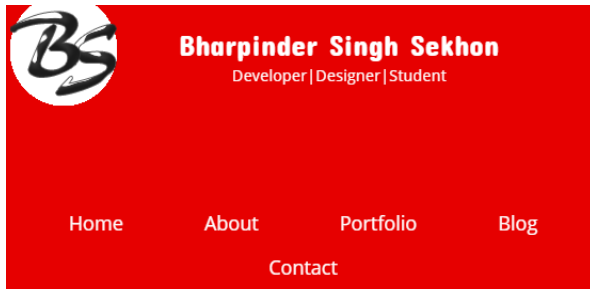 BS
Bharpinder Singh Sekhon
Developer|Designer|Student
Home About Portfolio Blog
Contact